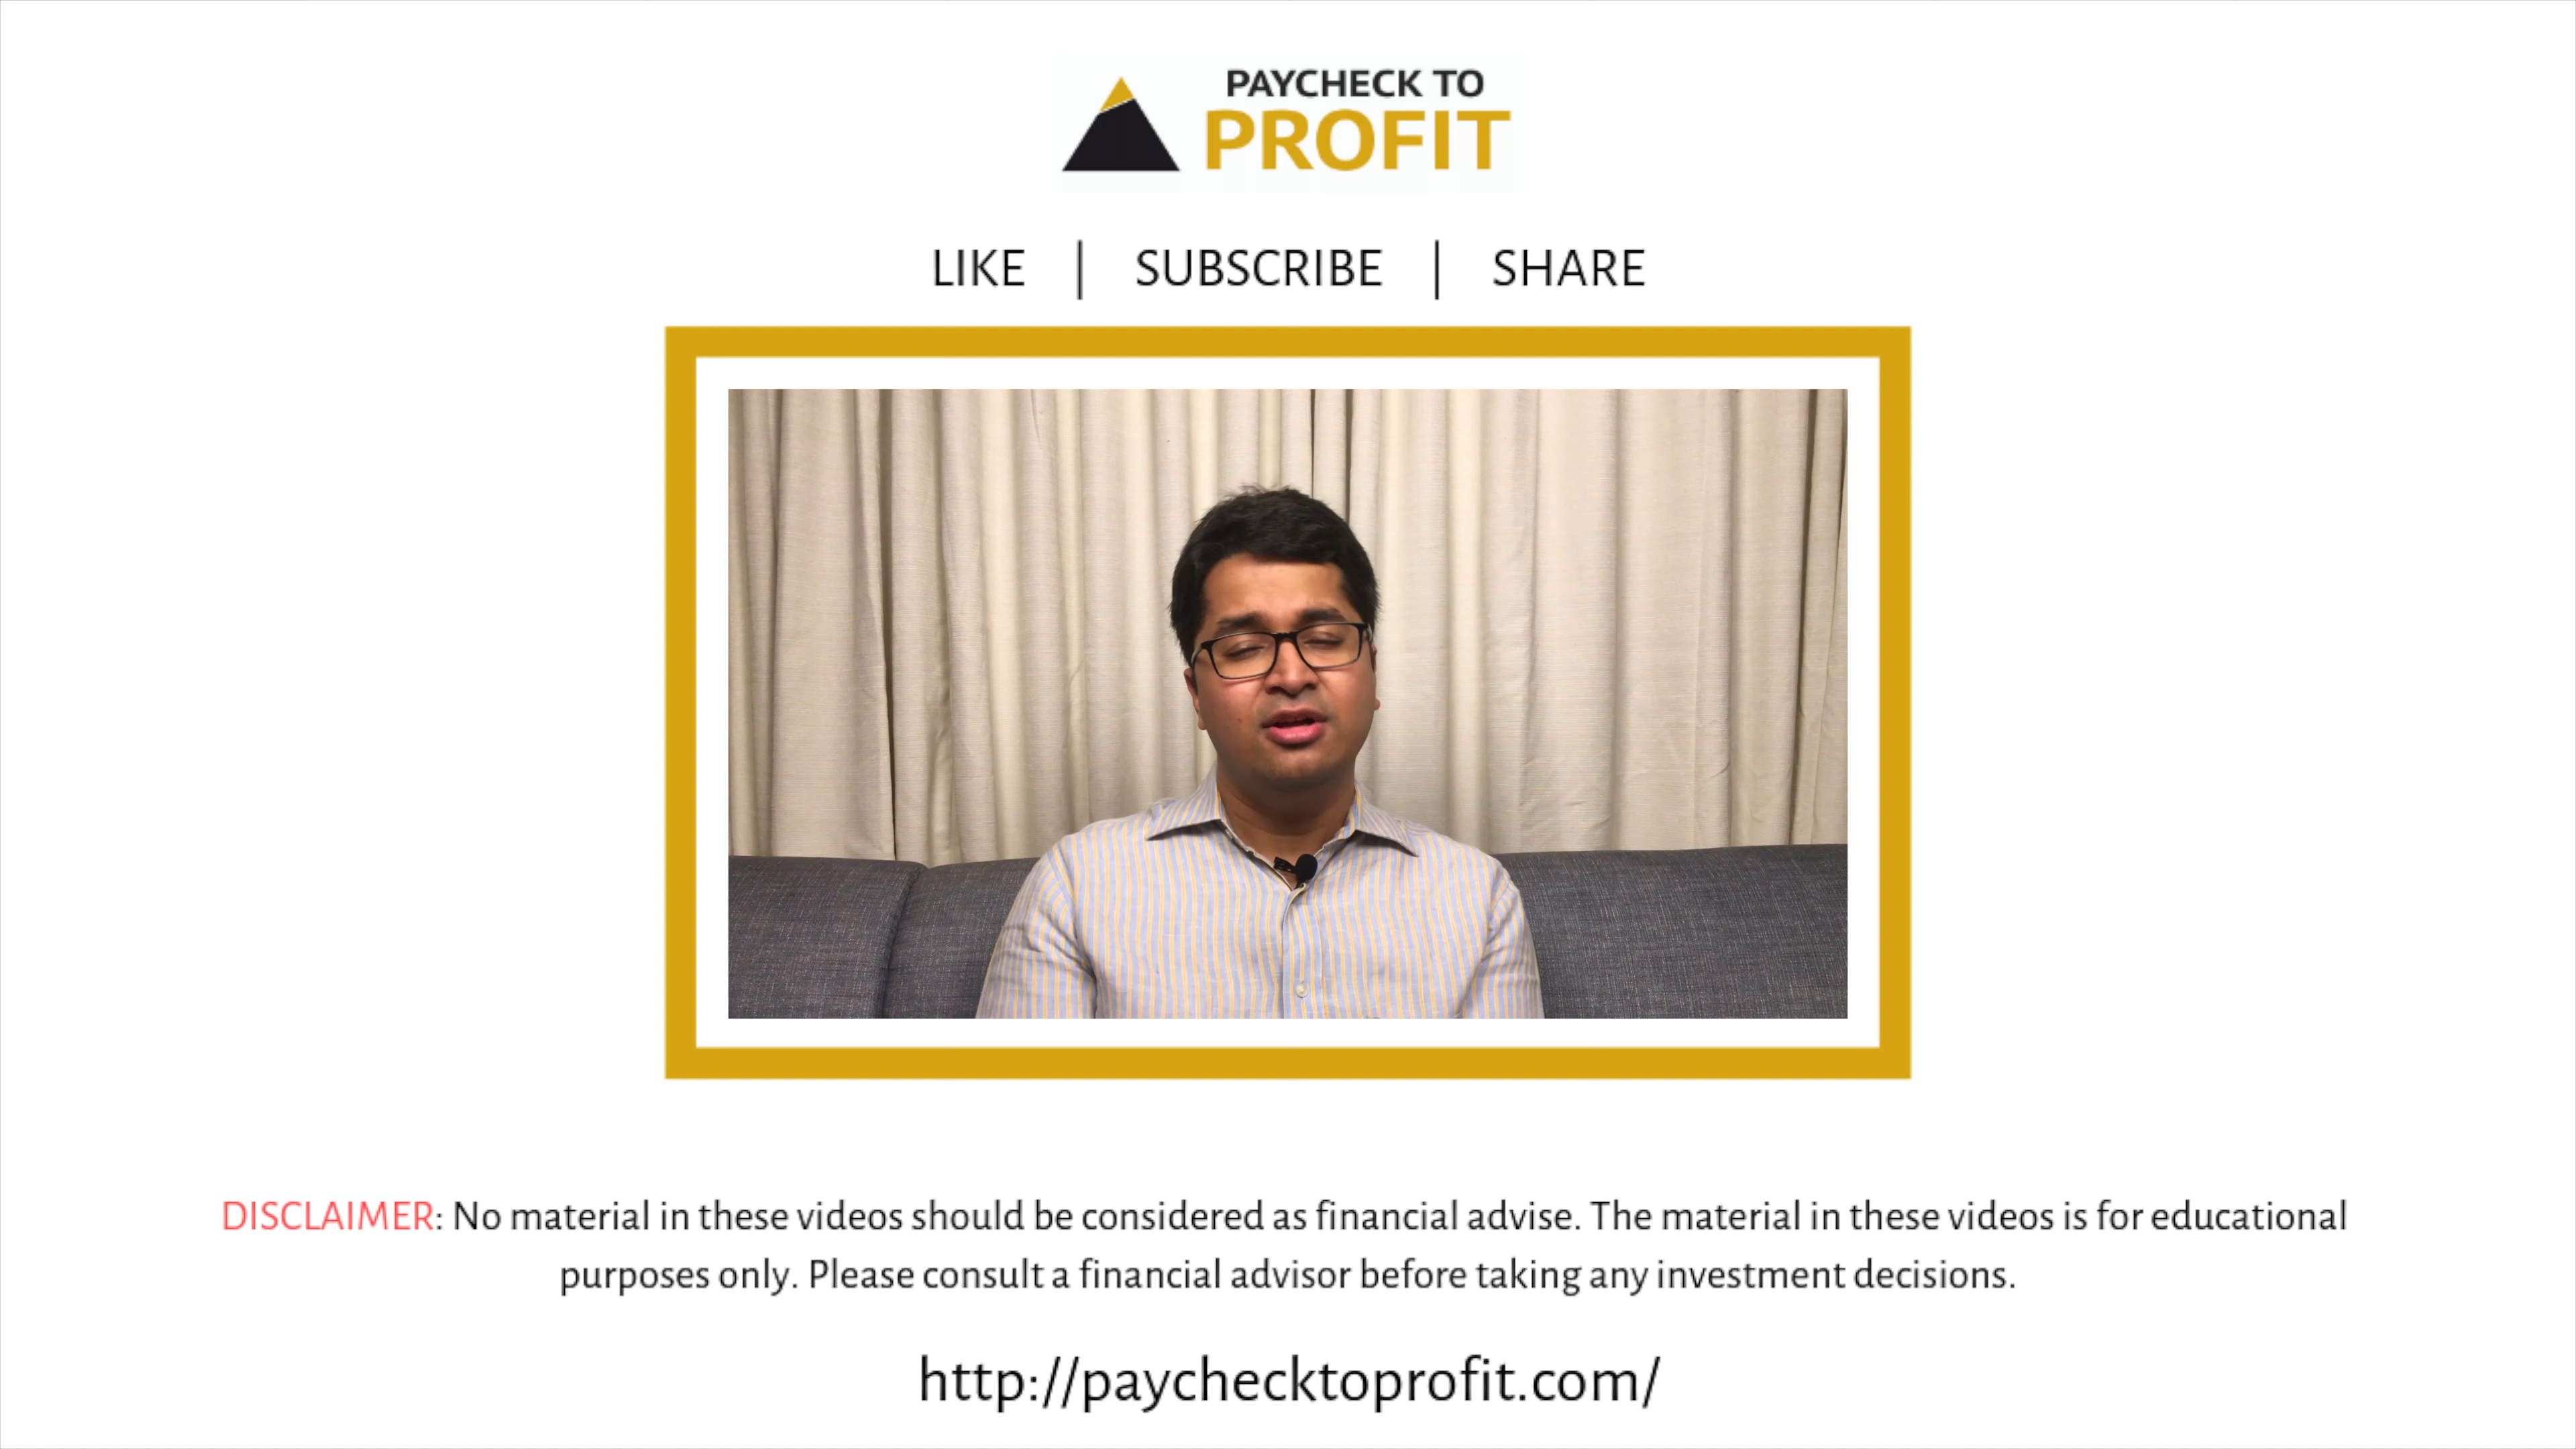 PAYCHECK TO
PROFIT
LIKE | SUBSCRIBE | SHARE
DISCLAIMER: No material in these videos should be considered as financial advise. The material in these videos is for educational
purposes only. Please consult a financial advisor before taking any investment decisions.
http://paychecktoprofit.com/